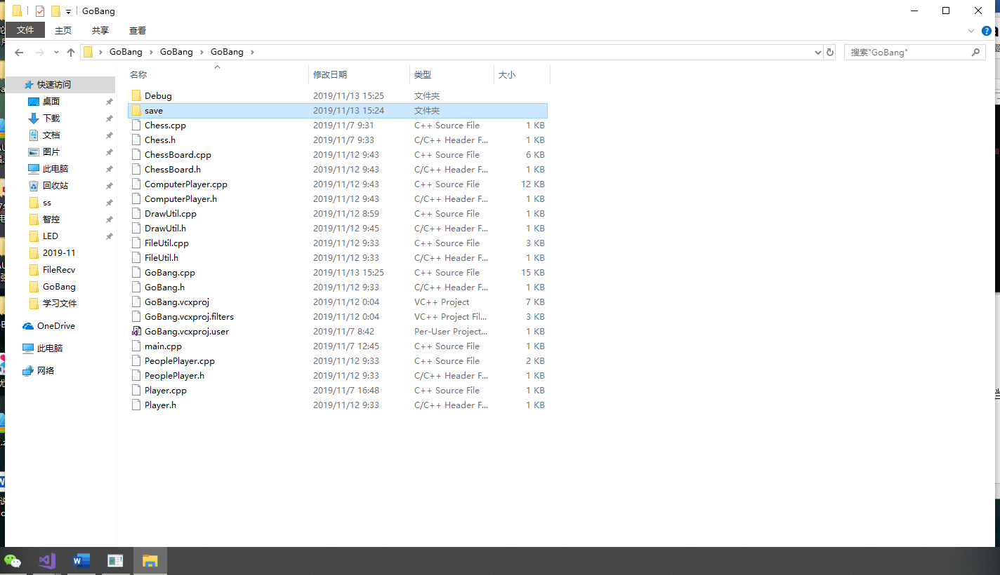 GoBang
文件 主页 共享 查看
GoBang GoBang GoBang 搜索"GoBang"
名称 修改日期 类型 大小
快速访问
桌面
下载
文档
图片
此电脑
回收站
ss
智控
LED
2019-11
FileRecv
GoBang
学习文件
OneDrive
此电脑
网络
Debug 2019/11/13 15:25 文件夹
save 2019/11/13 15:24 文件夹
Chess.cpp 2019/11/7 9:31 C++ Source File 1 KB
Chess.h 2019/11/7 9:33 C/C++ Header F... 1 KB
ChessBoard.cpp 2019/11/12 9:43 C++ Source File 6 KB
ChessBoard.h 2019/11/12 9:43 C/C++ Header F... 1 KB
ComputerPlayer.cpp 2019/11/12 9:43 C++ Source File 12 KB
ComputerPlayer.h 2019/11/12 9:43 C/C++ Header F... 1 KB
DrawUtil.cpp 2019/11/12 8:59 C++ Source File 1 KB
DrawUtil.h 2019/11/12 9:45 C/C++ Header F... 1 KB
FileUtil.cpp 2019/11/12 9:33 C++ Source File 3 KB
FileUtil.h 2019/11/12 9:33 C/C++ Header F... 1 KB
GoBang.cpp 2019/11/13 15:25 C++ Source File 15 KB
GoBang.h 2019/11/12 9:33 C/C++ Header F... 1 KB
GoBang.vcxproj 2019/11/12 0:04 VC++ Project 7 KB
GoBang.vcxproj.filters 2019/11/12 0:04 VC++ Project Fil... 3 KB
GoBang.vcxproj.user 2019/11/7 8:42 Per-User Project... 1 KB
main.cpp 2019/11/7 12:45 C++ Source File 1 KB
PeoplePlayer.cpp 2019/11/12 9:33 C++ Source File 2 KB
PeoplePlayer.h 2019/11/12 9:33 C/C++ Header F... 1 KB
Player.cpp 2019/11/7 16:48 C++ Source File 1 KB
Player.h 2019/11/12 9:33 C/C++ Header F... 1 KB